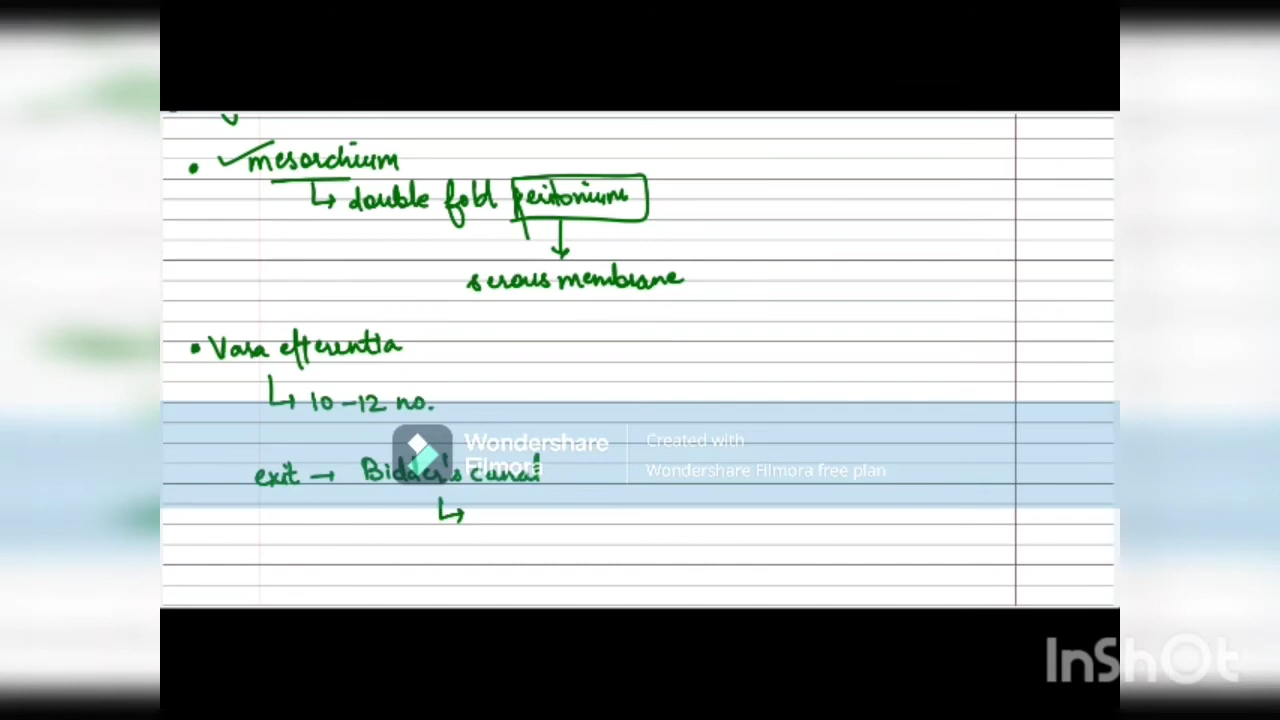 • ✓ mesorchium
↳ double fold peritonium
↓
serous membrane
• Vasa efferentia
↳ 10-12 no.
Wondershare Filmora
Created with
Wondershare Filmora free plan
exit → Bidder's canal
↳
InShOt